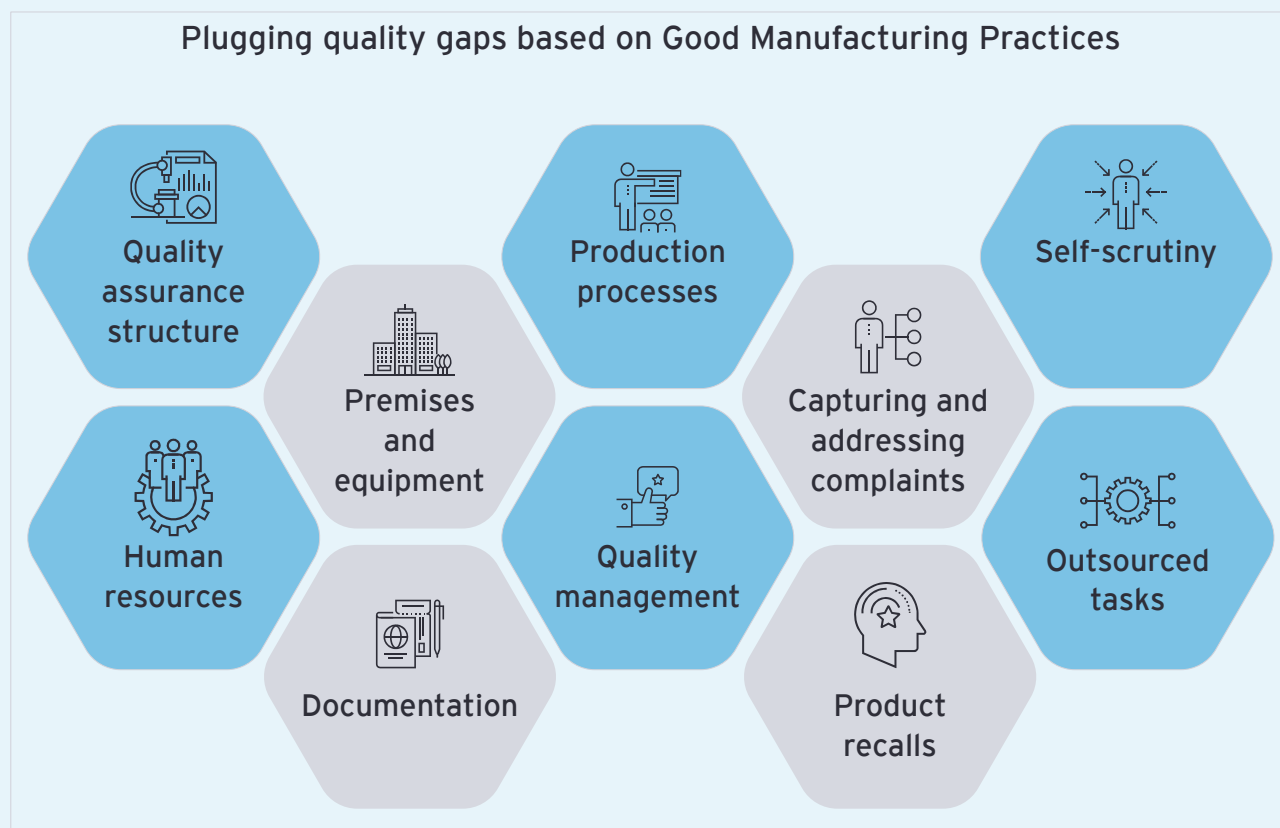 Plugging quality gaps based on Good Manufacturing Practices
Quality
assurance
structure
Production
processes
Self-scrutiny
Premises
and
equipment
Capturing and
addressing
complaints
Human
resources
Quality
management
Outsourced
tasks
Documentation
Product
recalls